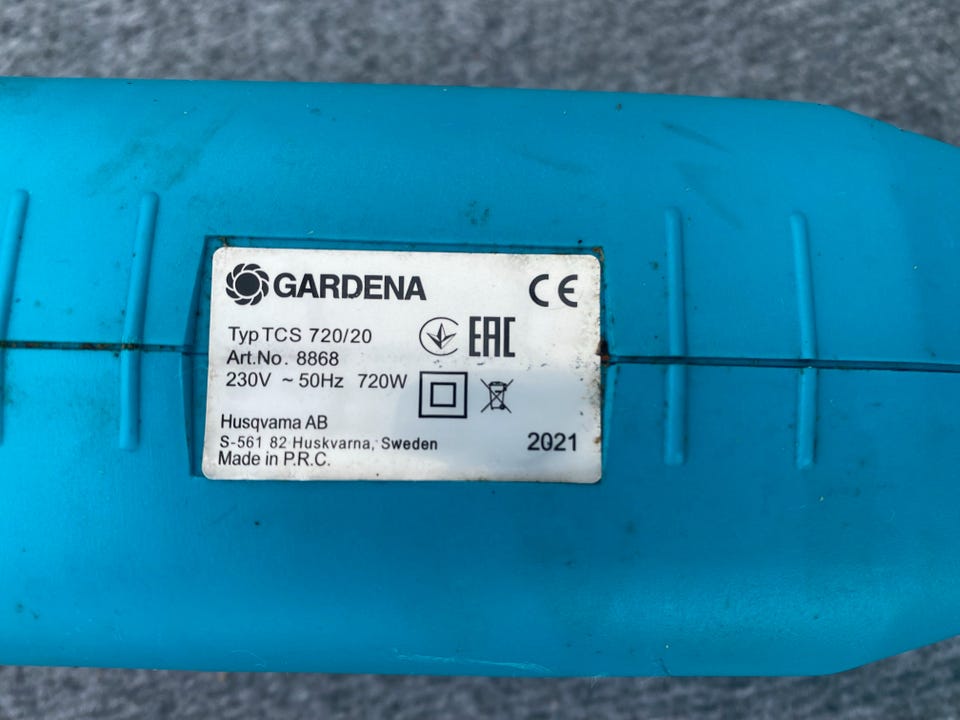 GARDENA CE
Typ TCS 720/20 EAC
Art.No. 8868
230V ~ 50Hz 720W
Husqvarna AB
S-561 82 Huskvarna, Sweden 2021
Made in P.R.C.